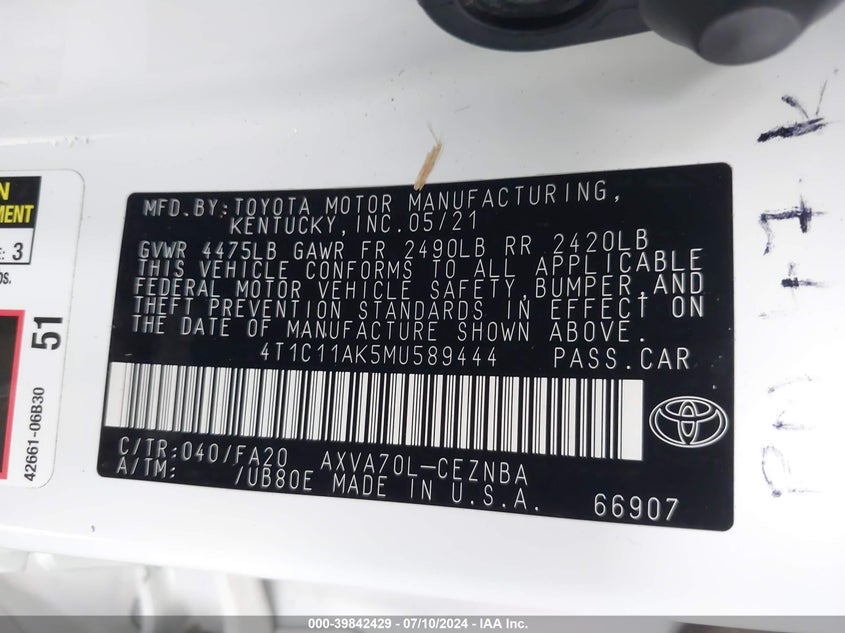 MFD. BY: TOYOTA MOTOR MANUFACTURING,
KENTUCKY, INC. 05/21
GVWR 4475LB GAWR FR 2490LB RR 2420LB
THIS VEHICLE CONFORMS TO ALL APPLICABLE
FEDERAL MOTOR VEHICLE SAFETY, BUMPER, AND
THEFT PREVENTION STANDARDS IN EFFECT ON
THE DATE OF MANUFACTURE SHOWN ABOVE.
4T1C11AK5MU589444 PASS. CAR
C/TR: 040/FA20 AXVA70L-CEZNBA
A/TM: /UB80E MADE IN U.S.A.
66907
N
MENT
E: 3
DS.
51
42661-06B30
000-39842429 - 07/10/2024 - IAA Inc.